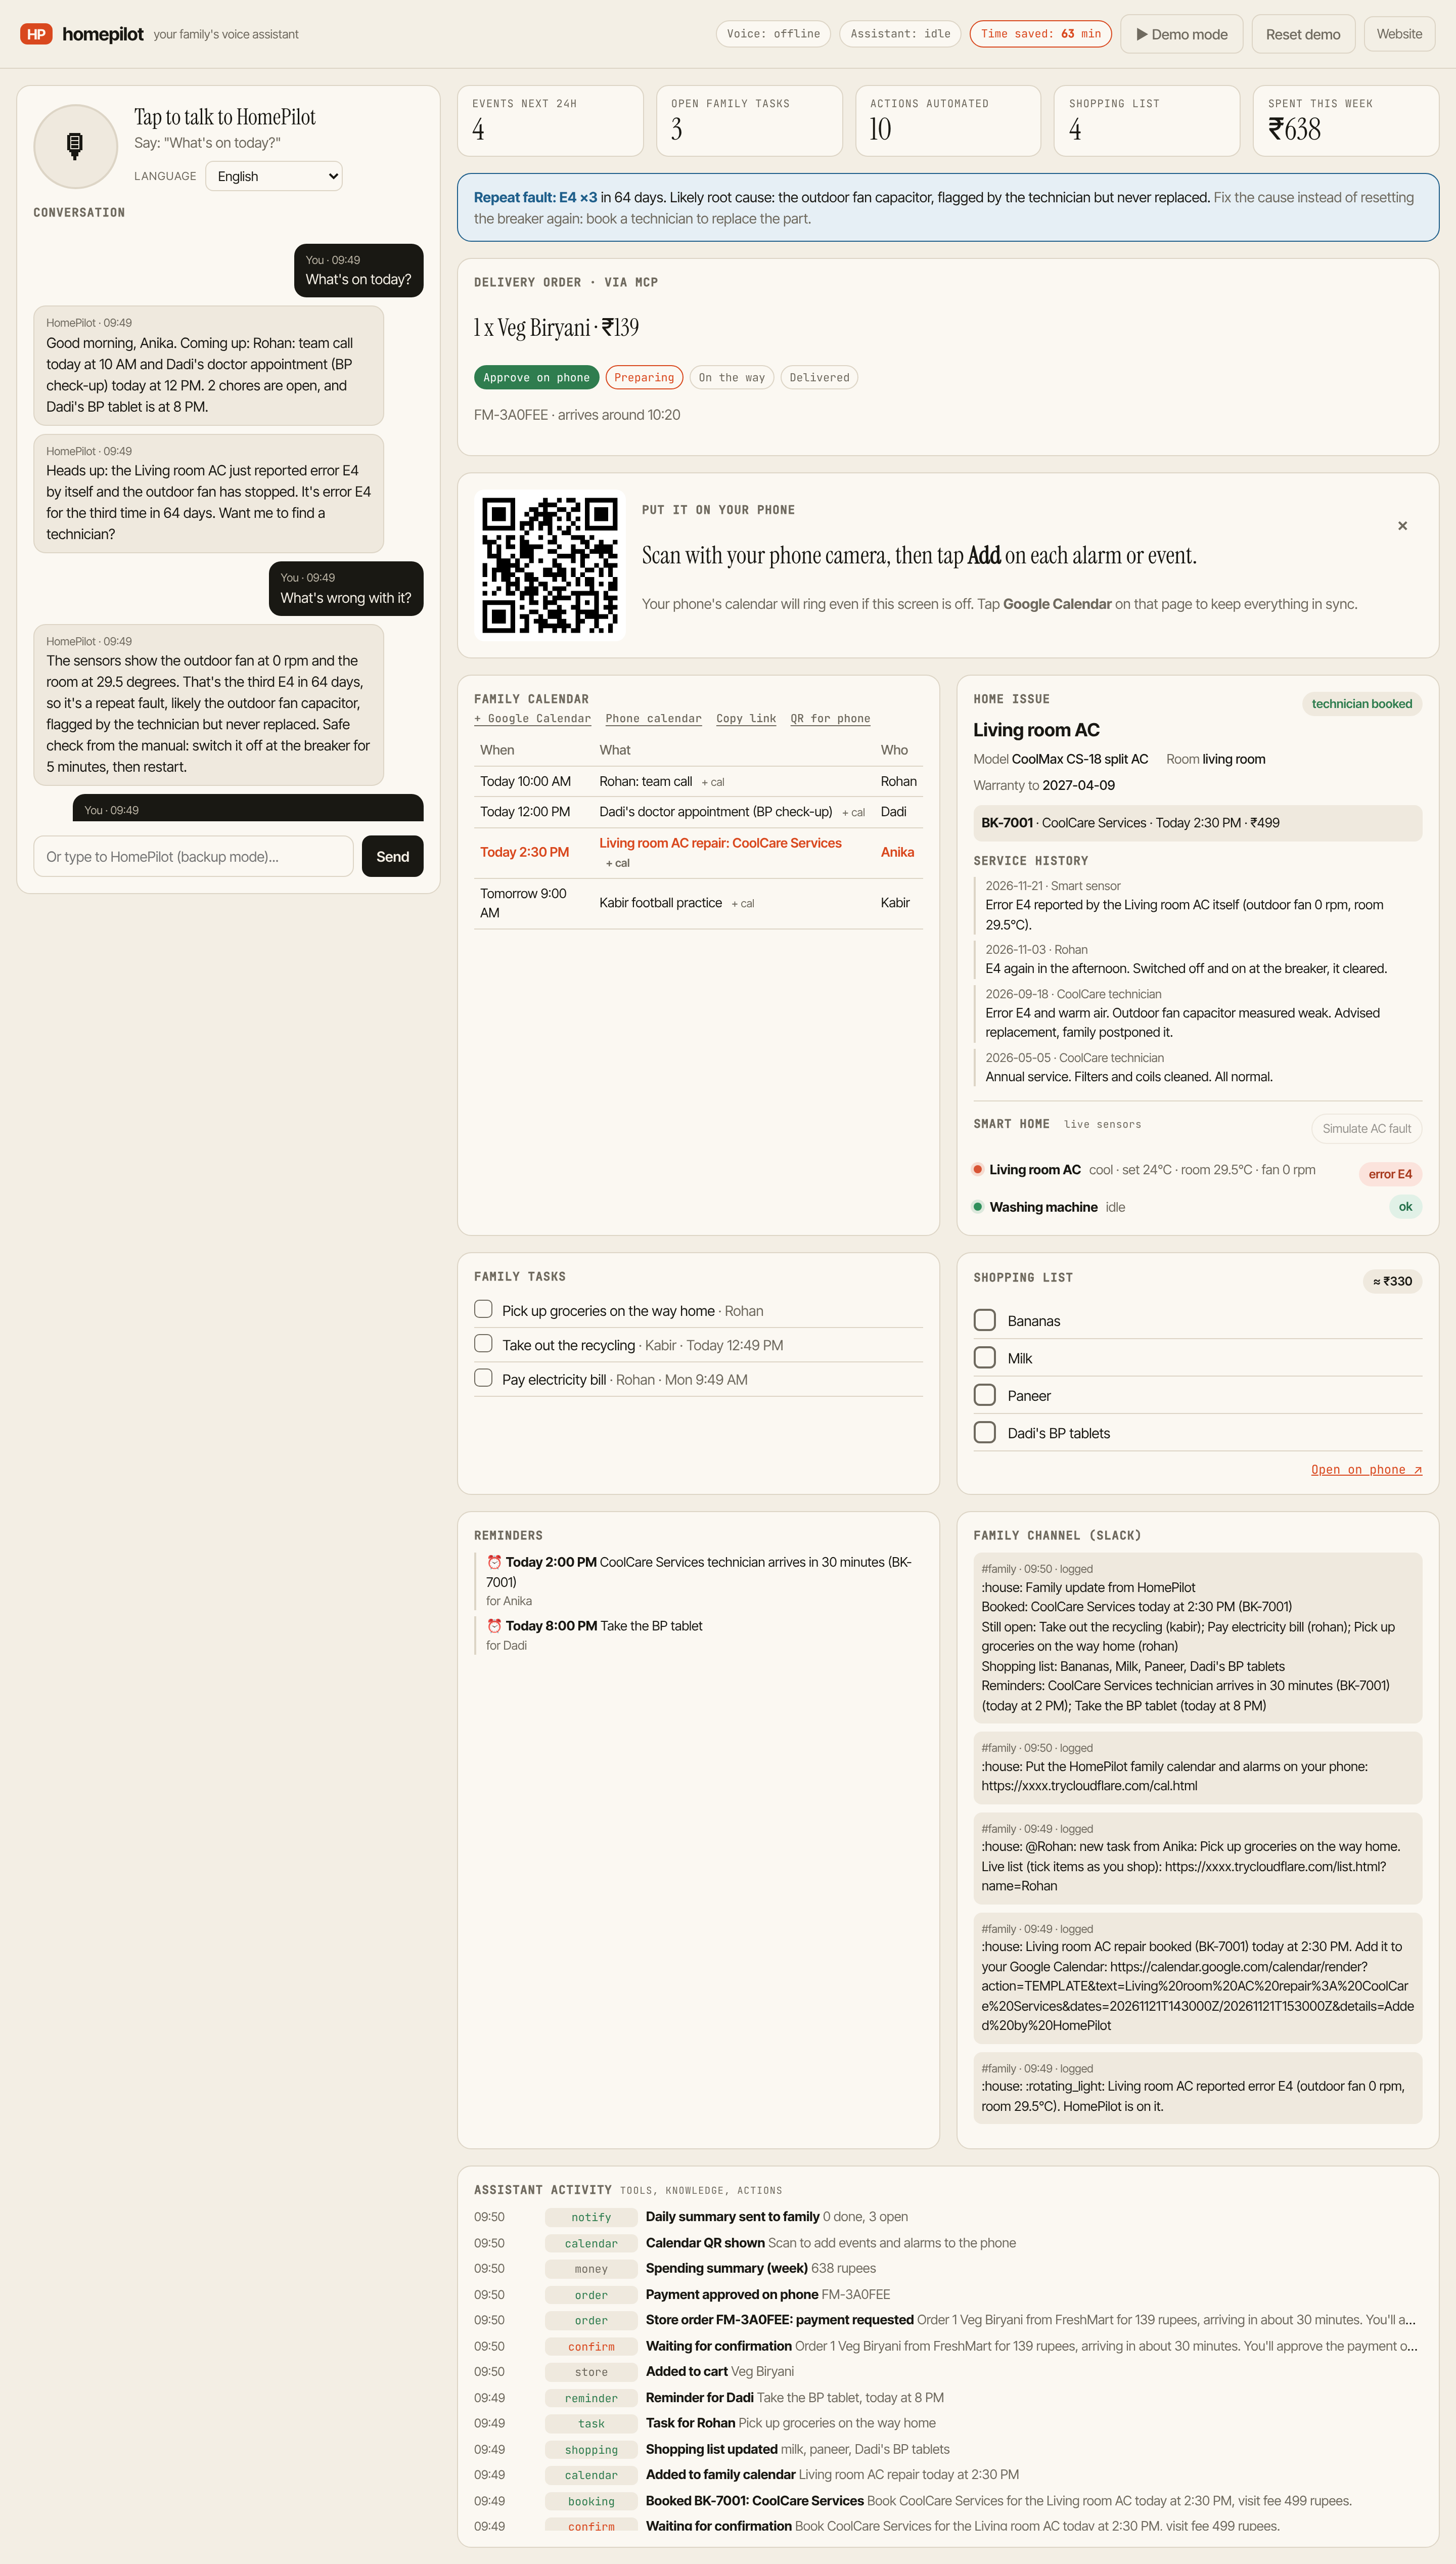 HP homepilot your family's voice assistant
Voice: offline
Assistant: idle
Time saved: 63 min
▶ Demo mode
Reset demo
Website
Tap to talk to HomePilot
Say: "What's on today?"
LANGUAGE English
CONVERSATION
You · 09:49
What's on today?
HomePilot · 09:49
Good morning, Anika. Coming up: Rohan: team call
today at 10 AM and Dadi's doctor appointment (BP
check-up) today at 12 PM. 2 chores are open, and
Dadi's BP tablet is at 8 PM.
HomePilot · 09:49
Heads up: the Living room AC just reported error E4
by itself and the outdoor fan has stopped. It's error E4
for the third time in 64 days. Want me to find a
technician?
You · 09:49
What's wrong with it?
HomePilot · 09:49
The sensors show the outdoor fan at 0 rpm and the
room at 29.5 degrees. That's the third E4 in 64 days,
so it's a repeat fault, likely the outdoor fan capacitor,
flagged by the technician but never replaced. Safe
check from the manual: switch it off at the breaker for
5 minutes, then restart.
You · 09:49
Or type to HomePilot (backup mode)...
Send
EVENTS NEXT 24H
4
OPEN FAMILY TASKS
3
ACTIONS AUTOMATED
10
SHOPPING LIST
4
SPENT THIS WEEK
₹638
Repeat fault: E4 ×3 in 64 days. Likely root cause: the outdoor fan capacitor, flagged by the technician but never replaced. Fix the cause instead of resetting
the breaker again: book a technician to replace the part.
DELIVERY ORDER · VIA MCP
1 x Veg Biryani · ₹139
Approve on phone
Preparing
On the way
Delivered
FM-3A0FEE · arrives around 10:20
PUT IT ON YOUR PHONE
×
Scan with your phone camera, then tap Add on each alarm or event.
Your phone's calendar will ring even if this screen is off. Tap Google Calendar on that page to keep everything in sync.
FAMILY CALENDAR
+ Google Calendar Phone calendar Copy link QR for phone
When What Who
Today 10:00 AM Rohan: team call + cal Rohan
Today 12:00 PM Dadi's doctor appointment (BP check-up) + cal Dadi
Today 2:30 PM Living room AC repair: CoolCare Services
+ cal Anika
Tomorrow 9:00
AM Kabir football practice + cal Kabir
HOME ISSUE
technician booked
Living room AC
Model CoolMax CS-18 split AC Room living room
Warranty to 2027-04-09
BK-7001 · CoolCare Services · Today 2:30 PM · ₹499
SERVICE HISTORY
2026-11-21 · Smart sensor
Error E4 reported by the Living room AC itself (outdoor fan 0 rpm, room
29.5°C).
2026-11-03 · Rohan
E4 again in the afternoon. Switched off and on at the breaker, it cleared.
2026-09-18 · CoolCare technician
Error E4 and warm air. Outdoor fan capacitor measured weak. Advised
replacement, family postponed it.
2026-05-05 · CoolCare technician
Annual service. Filters and coils cleaned. All normal.
SMART HOME live sensors
Simulate AC fault
Living room AC cool · set 24°C · room 29.5°C · fan 0 rpm
error E4
Washing machine idle
ok
FAMILY TASKS
Pick up groceries on the way home · Rohan
Take out the recycling · Kabir · Today 12:49 PM
Pay electricity bill · Rohan · Mon 9:49 AM
SHOPPING LIST
≈ ₹330
Bananas
Milk
Paneer
Dadi's BP tablets
Open on phone ↗
REMINDERS
⏰ Today 2:00 PM CoolCare Services technician arrives in 30 minutes (BK-
7001)
for Anika
⏰ Today 8:00 PM Take the BP tablet
for Dadi
FAMILY CHANNEL (SLACK)
#family · 09:50 · logged
:house: Family update from HomePilot
Booked: CoolCare Services today at 2:30 PM (BK-7001)
Still open: Take out the recycling (kabir); Pay electricity bill (rohan); Pick up
groceries on the way home (rohan)
Shopping list: Bananas, Milk, Paneer, Dadi's BP tablets
Reminders: CoolCare Services technician arrives in 30 minutes (BK-7001)
(today at 2 PM); Take the BP tablet (today at 8 PM)
#family · 09:50 · logged
:house: Put the HomePilot family calendar and alarms on your phone:
https://xxxx.trycloudflare.com/cal.html
#family · 09:49 · logged
:house: @Rohan: new task from Anika: Pick up groceries on the way home.
Live list (tick items as you shop): https://xxxx.trycloudflare.com/list.html?
name=Rohan
#family · 09:49 · logged
:house: Living room AC repair booked (BK-7001) today at 2:30 PM. Add it to
your Google Calendar: https://calendar.google.com/calendar/render?
action=TEMPLATE&text=Living%20room%20AC%20repair%3A%20CoolCar
e%20Services&dates=20261121T143000Z/20261121T153000Z&details=Adde
d%20by%20HomePilot
#family · 09:49 · logged
:house: :rotating_light: Living room AC reported error E4 (outdoor fan 0 rpm,
room 29.5°C). HomePilot is on it.
ASSISTANT ACTIVITY TOOLS, KNOWLEDGE, ACTIONS
09:50 notify Daily summary sent to family 0 done, 3 open
09:50 calendar Calendar QR shown Scan to add events and alarms to the phone
09:50 money Spending summary (week) 638 rupees
09:50 order Payment approved on phone FM-3A0FEE
09:50 order Store order FM-3A0FEE: payment requested Order 1 Veg Biryani from FreshMart for 139 rupees, arriving in about 30 minutes. You'll a...
09:50 confirm Waiting for confirmation Order 1 Veg Biryani from FreshMart for 139 rupees, arriving in about 30 minutes. You'll approve the payment o...
09:50 store Added to cart Veg Biryani
09:49 reminder Reminder for Dadi Take the BP tablet, today at 8 PM
09:49 task Task for Rohan Pick up groceries on the way home
09:49 shopping Shopping list updated milk, paneer, Dadi's BP tablets
09:49 calendar Added to family calendar Living room AC repair today at 2:30 PM
09:49 booking Booked BK-7001: CoolCare Services Book CoolCare Services for the Living room AC today at 2:30 PM, visit fee 499 rupees.
09:49 confirm Waiting for confirmation Book CoolCare Services for the Living room AC today at 2:30 PM, visit fee 499 rupees.